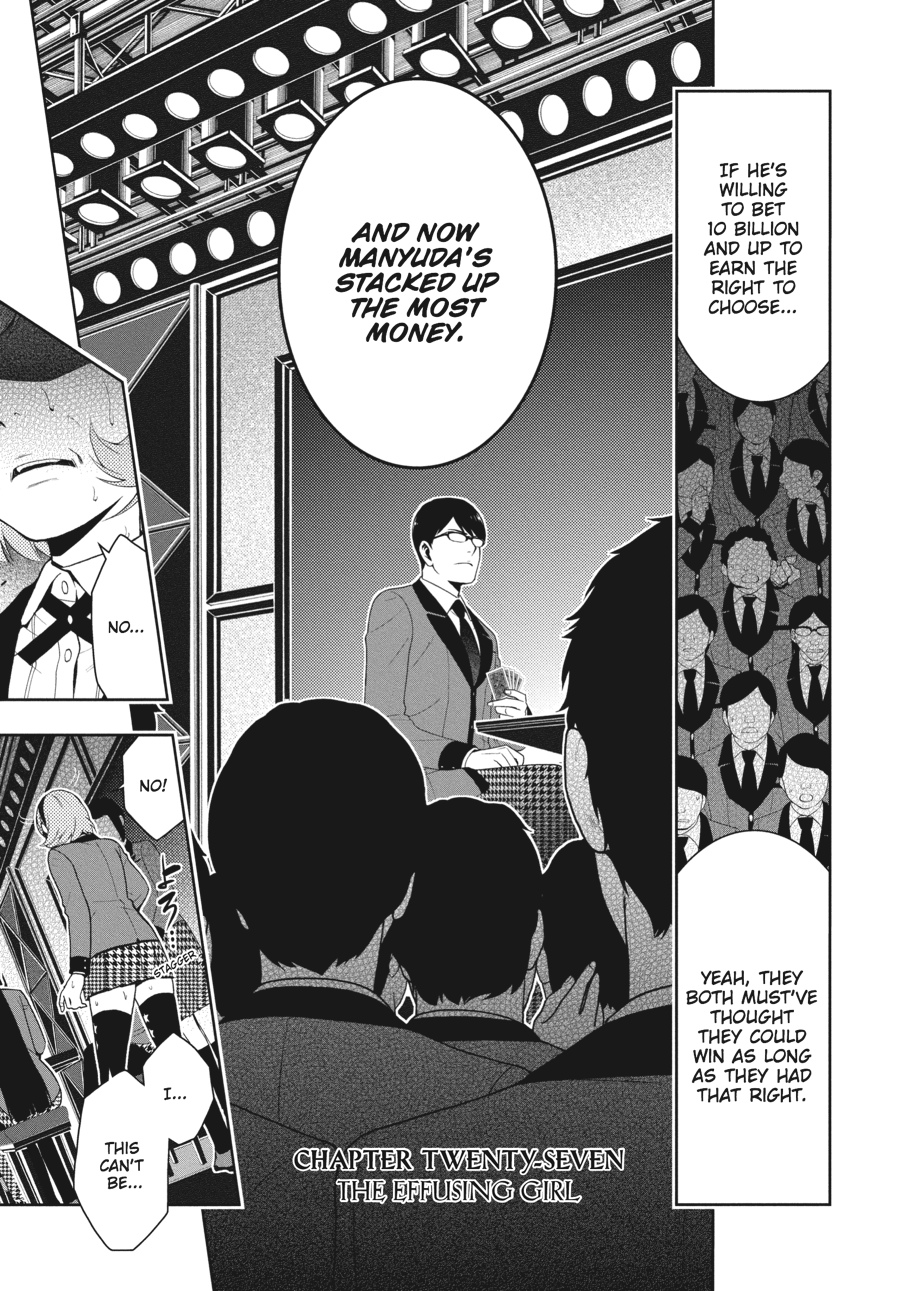 IF HE'S
WILLING
TO BET
10 BILLION
AND UP TO
EARN THE
RIGHT TO
CHOOSE...
YEAH, THEY
BOTH MUST'VE
THOUGHT
THEY COULD
WIN AS LONG
AS THEY HAD
THAT RIGHT.
AND NOW
MANYUDA'S
STACKED UP
THE MOST
MONEY.
CHAPTER TWENTY-SEVEN
THE EFFUSING GIRL
NO...
NO!
よろ…
STAGGER
I...
THIS
CAN'T
BE...